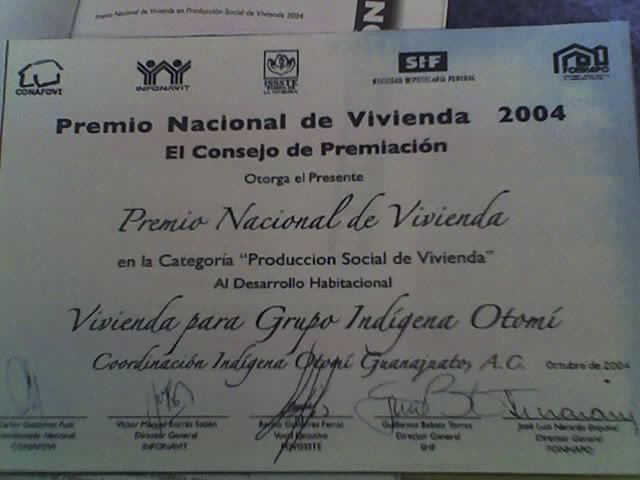 Premio Nacional de Vivienda en Producción Social de Vivienda 2004
CONAFOVI
INFONAVIT
ISSSTE
SHF
SOCIEDAD HIPOTECARIA FEDERAL
FONHAPO
Premio Nacional de Vivienda 2004
El Consejo de Premiación
Otorga el Presente
Premio Nacional de Vivienda
en la Categoría "Produccion Social de Vivienda"
Al Desarrollo Habitacional
Vivienda para Grupo Indígena Otomí
Coordinación Indígena Otomí Guanajuato, A.C. Octubre de 2004
Carlos Gutiérrez Ruiz
Comisionado Nacional
CONAFOVI
Víctor Manuel Borrás Setién
Director General
INFONAVIT
Vocal Ejecutivo
FOVISSSTE
Guillermo Babatz Torres
Director General
SHF
José Luis Naranjo
Director General
FONHAPO